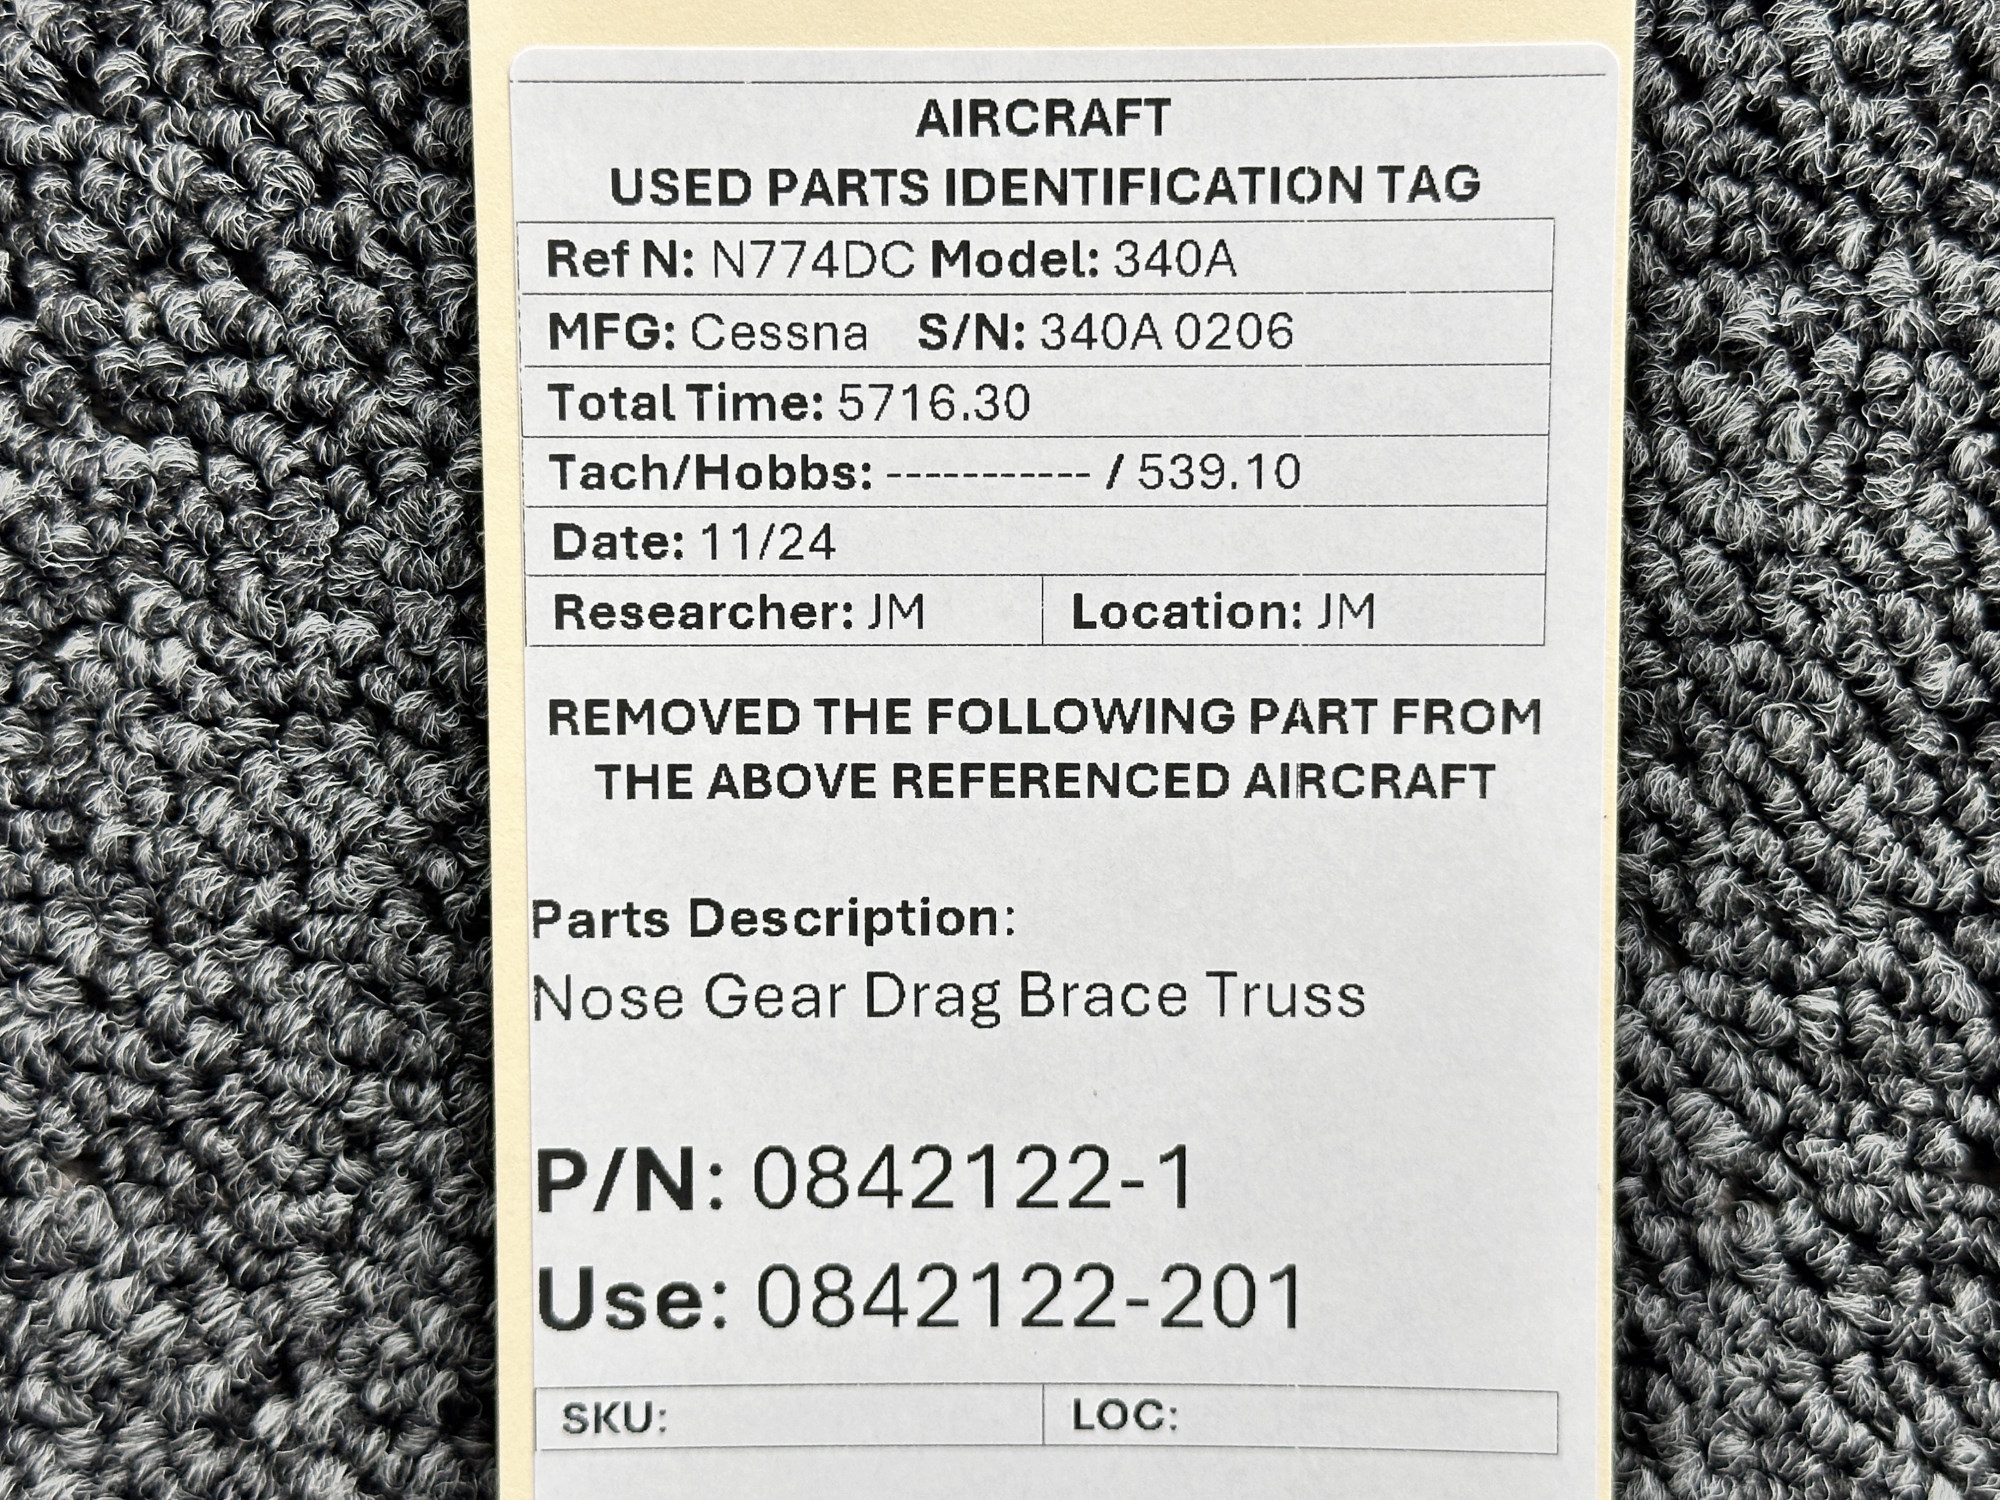 AIRCRAFT
USED PARTS IDENTIFICATION TAG
Ref N: N774DC Model: 340A
MFG: Cessna S/N: 340A 0206
Total Time: 5716.30
Tach/Hobbs: ----------- / 539.10
Date: 11/24
Researcher: JM Location: JM
REMOVED THE FOLLOWING PART FROM
THE ABOVE REFERENCED AIRCRAFT
Parts Description:
Nose Gear Drag Brace Truss
P/N: 0842122-1
Use: 0842122-201
SKU: LOC: